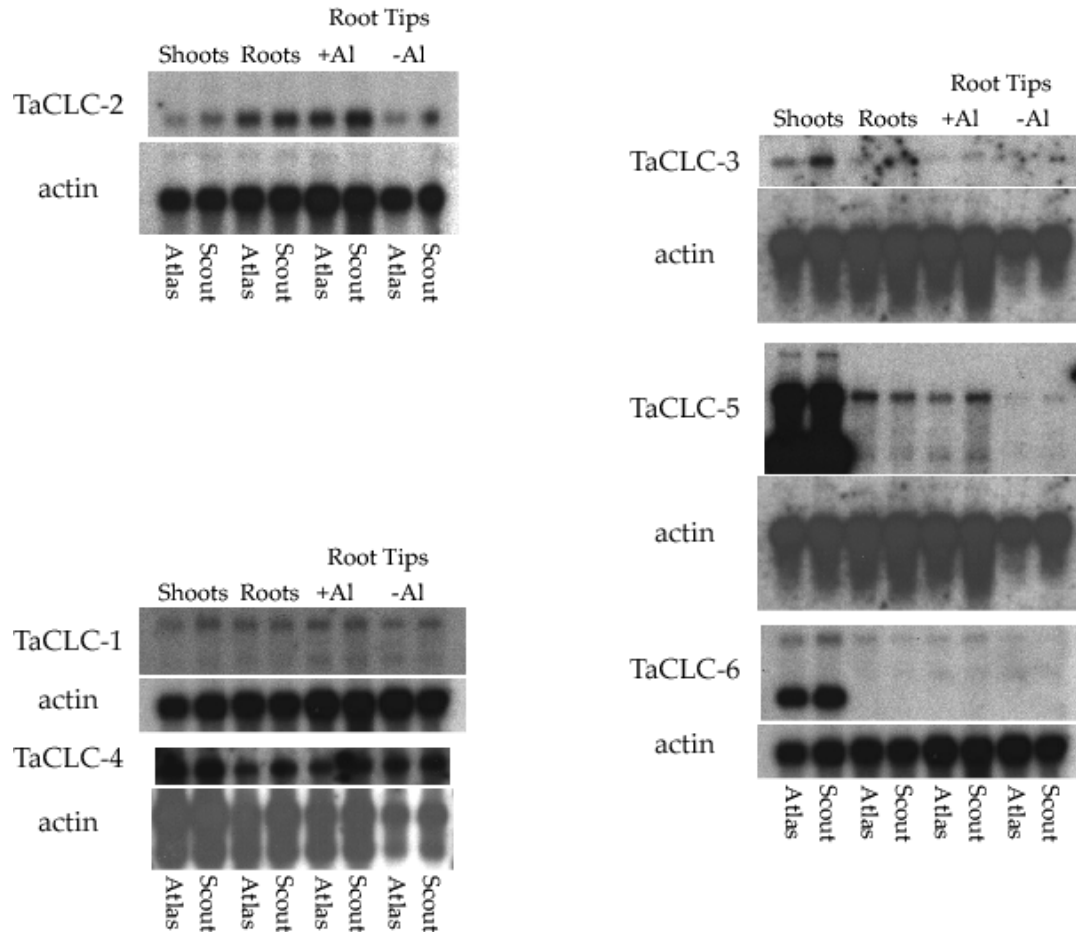 Root Tips
Shoots Roots +Al -Al
TaCLC-2
actin
Atlas Scout Atlas Scout Atlas Scout Atlas Scout
Root Tips
Shoots Roots +Al -Al
TaCLC-1
actin
TaCLC-4
actin
Atlas Scout Atlas Scout Atlas Scout Atlas Scout
Root Tips
Shoots Roots +Al -Al
TaCLC-3
actin
TaCLC-5
actin
TaCLC-6
actin
Atlas Scout Atlas Scout Atlas Scout Atlas Scout